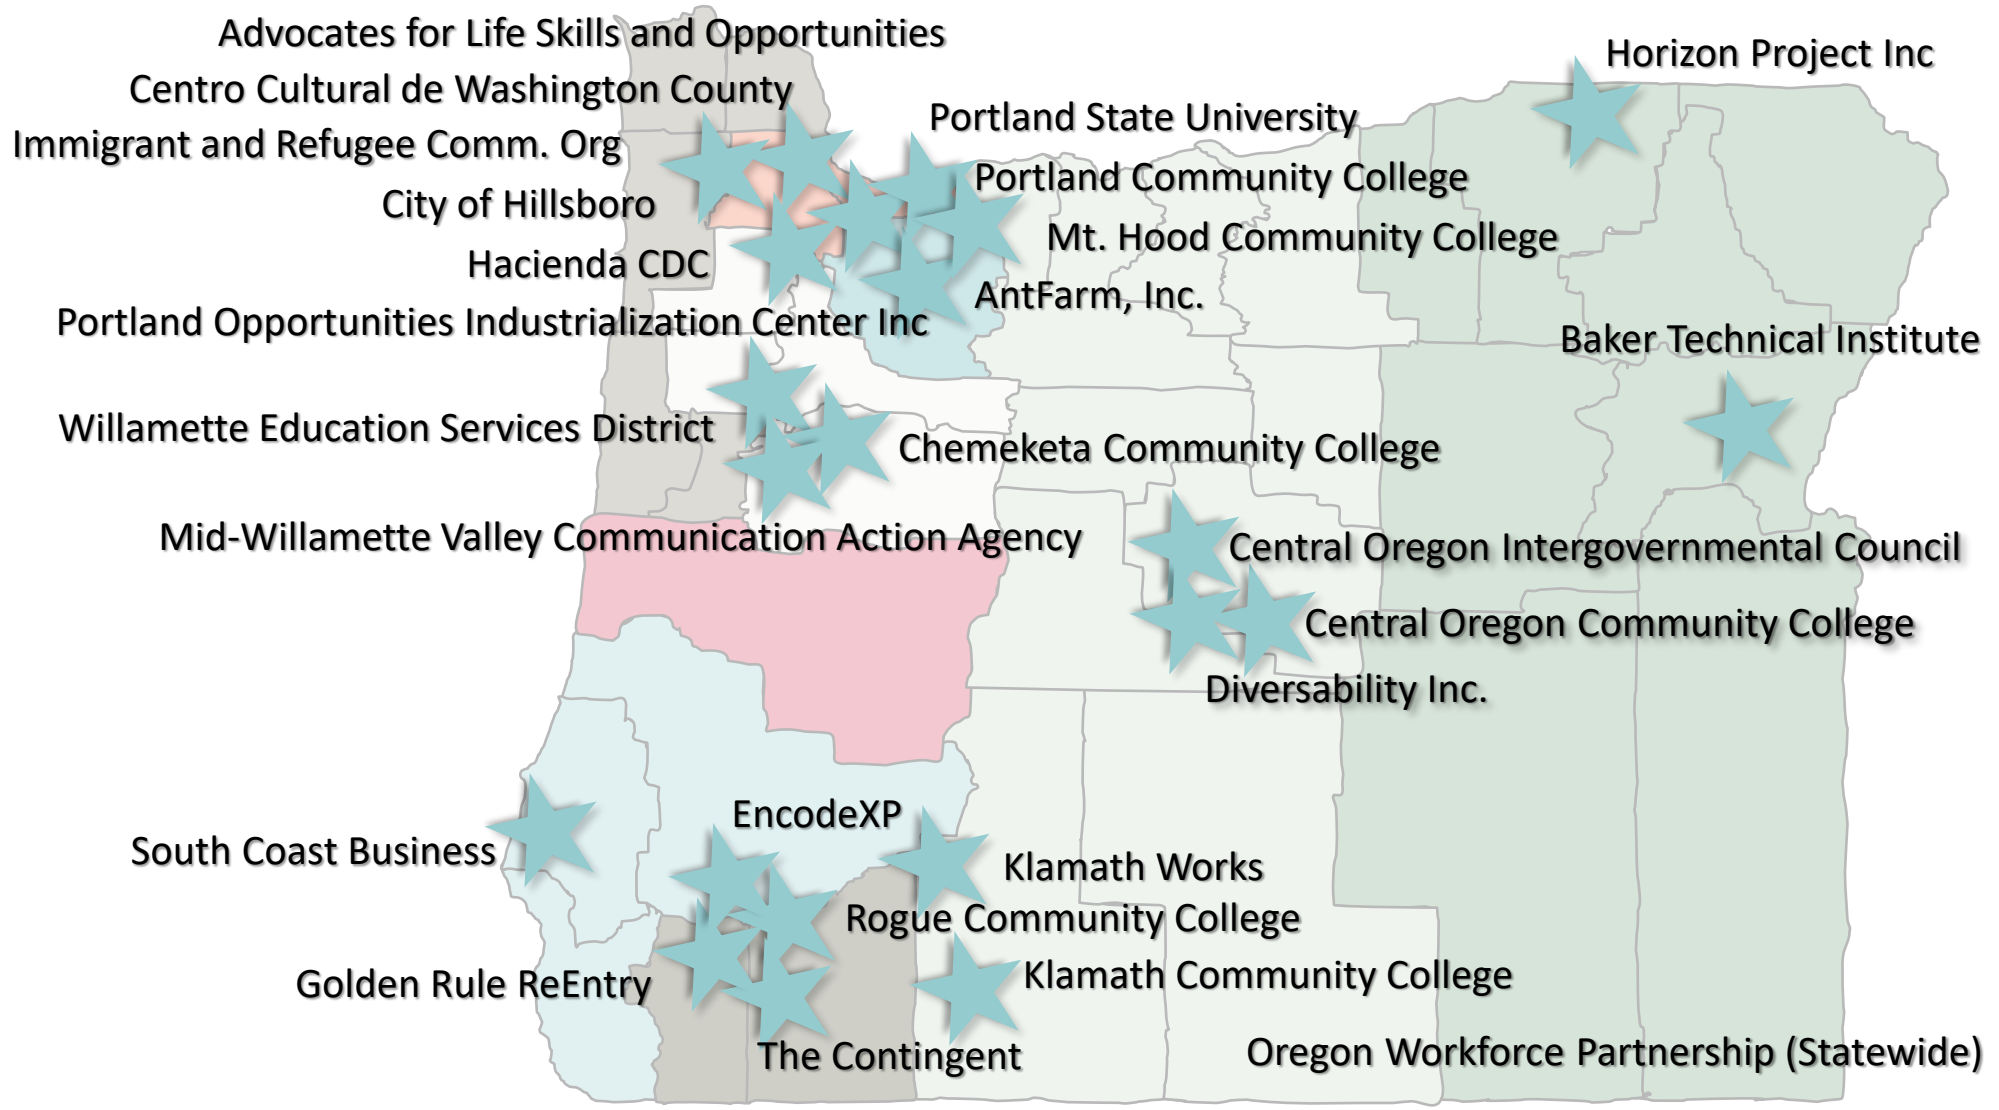 Advocates for Life Skills and Opportunities
Horizon Project Inc
Centro Cultural de Washington County
Portland State University
Immigrant and Refugee Comm. Org
Portland Community College
City of Hillsboro
Mt. Hood Community College
Hacienda CDC
AntFarm, Inc.
Portland Opportunities Industrialization Center Inc
Baker Technical Institute
Willamette Education Services District
Chemeketa Community College
Mid-Willamette Valley Communication Action Agency
Central Oregon Intergovernmental Council
Central Oregon Community College
Diversability Inc.
EncodeXP
South Coast Business
Klamath Works
Rogue Community College
Klamath Community College
Golden Rule ReEntry
The Contingent
Oregon Workforce Partnership (Statewide)